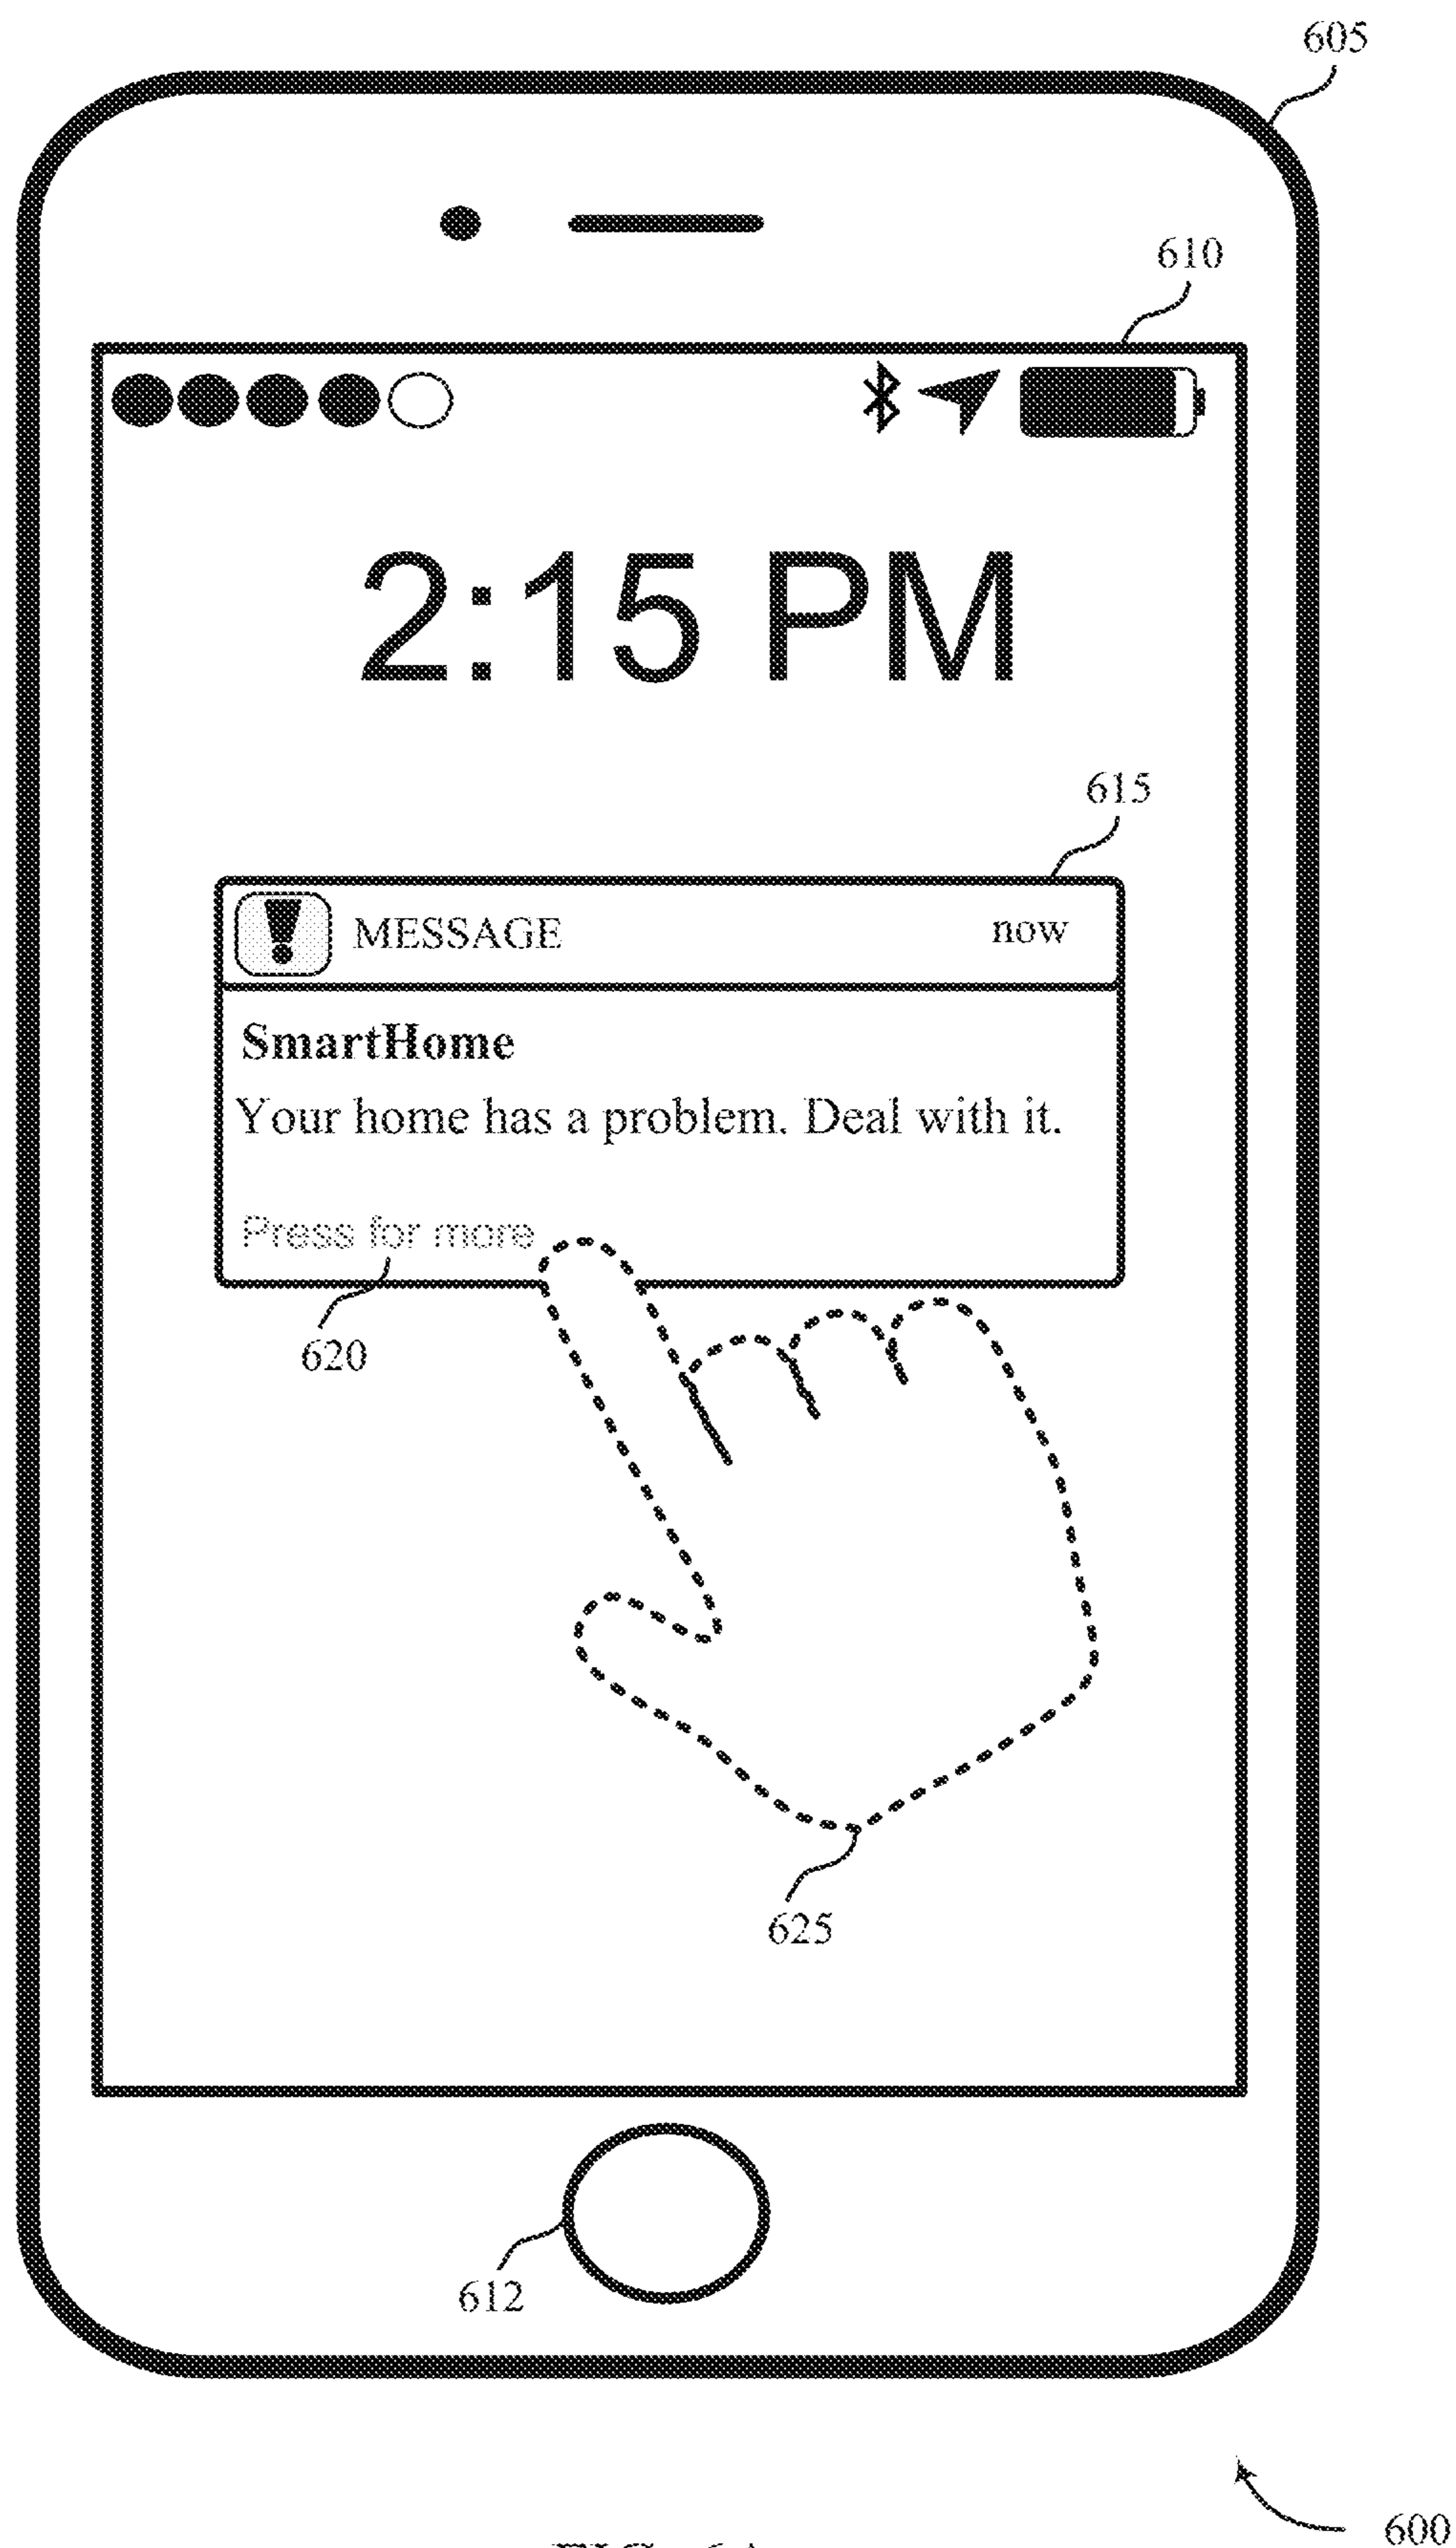 605
610
2:15 PM
615
! MESSAGE now
SmartHome
Your home has a problem. Deal with it.
Press for more
620
625
612
600